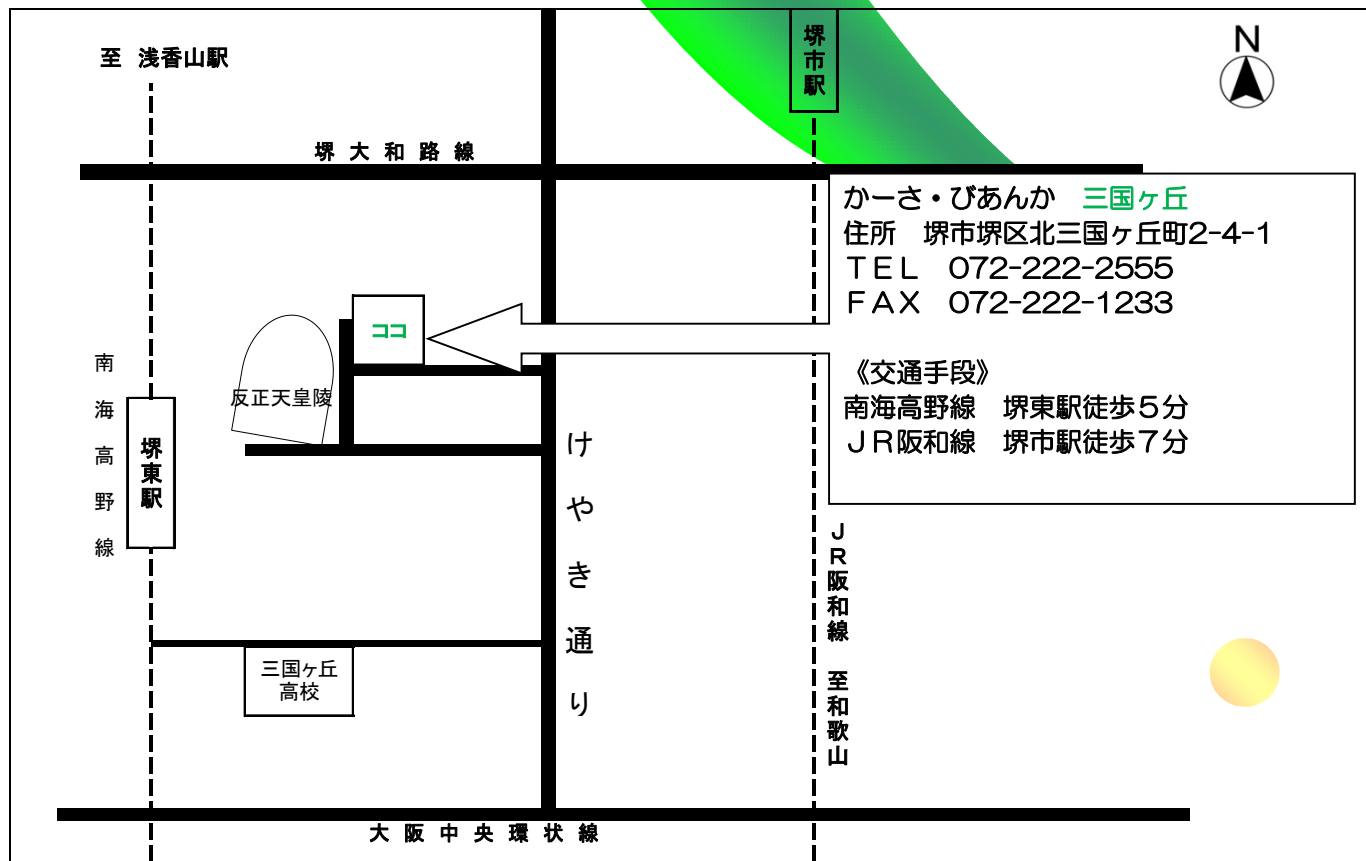 至 浅香山駅
堺市駅
N
堺大和路線
かーさ・びあんか 三国ヶ丘
住所 堺市堺区北三国ヶ丘町2-4-1
TEL 072-222-2555
FAX 072-222-1233
《交通手段》
南海高野線 堺東駅徒歩5分
JR阪和線 堺市駅徒歩7分
ココ
反正天皇陵
南海高野線
堺東駅
けやき通り
JR阪和線 至和歌山
三国ヶ丘
高校
大阪中央環状線